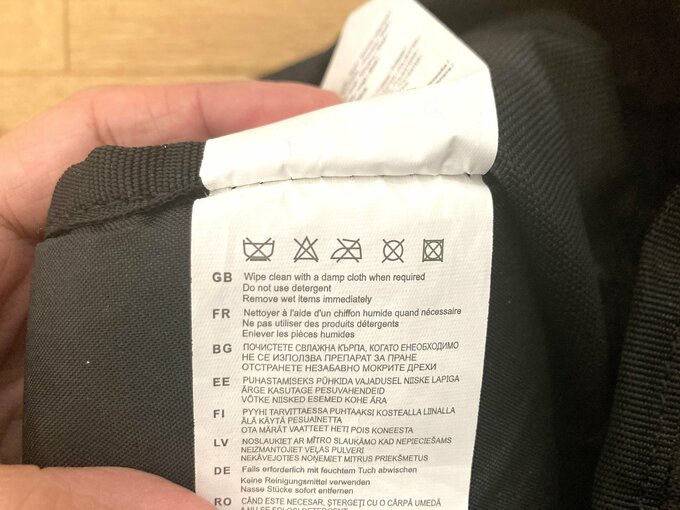 GB Wipe clean with a damp cloth when required
Do not use detergent
Remove wet items immediately
FR Nettoyer à l'aide d'un chiffon humide quand nécessaire
Ne pas utiliser des produits détergents
Enlever les pièces humides
BG ПОЧИСТЕТЕ СВЛАЖНА КЪРПА, КОГАТО ЕНЕОБХОДИМО
НЕ СЕ ИЗПОЛЗВА ПРЕПАРАТ ЗА ПРАНЕ
ОТСТРАНЕТЕ НЕЗАБАВНО МОКРИТЕ ДРЕХИ
EE PUHASTAMISEKS PÜHKIDA VAJADUSEL NIISKE LAPIGA
ÄRGE KASUTAGE PESUVAHENDEID
VÕTKE NIISKED ESEMED KOHE ÄRA
FI PYYHI TARVITTAESSA PUHTAAKSI KOSTEALLA LIINALLA
ÄLÄ KÄYTÄ PESUAINETTA
OTA MÄRÄT VAATTEET HETI POIS KONEESTA
LV NOSLAUKIET AR MĪTRO SLAUKĀMO KAD NEPIECIEŠAMS
NEIZMANTOJIET VEĻAS PULVERI
NEKAVĒJOTIES NOŅEMIET MITRUS PRIEKŠMETUS
DE Falls erforderlich mit feuchtem Tuch abwischen
Keine Reinigungsmittel verwenden
Nasse Stücke sofort entfernen
RO CÂND ESTE NECESAR, ȘTERGEȚI CU O CÂRPĂ UMEDĂ